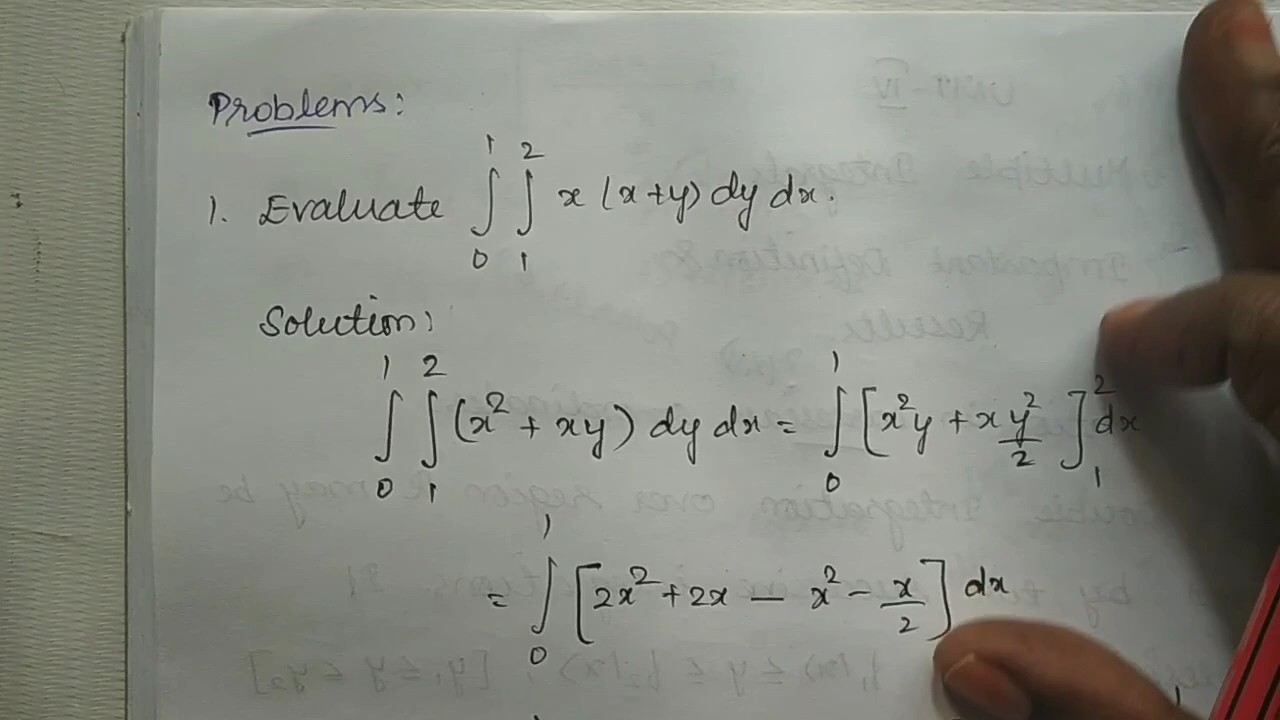 Problems:
1. Evaluate ∫₀¹ ∫₁² x (x+y) dy dx.
Solution:
∫₀¹ ∫₁² (x² + xy) dy dx = ∫₀¹ [x²y + x y²/2]₁² dx
= ∫₀¹ [2x² + 2x − x² − x/2] dx